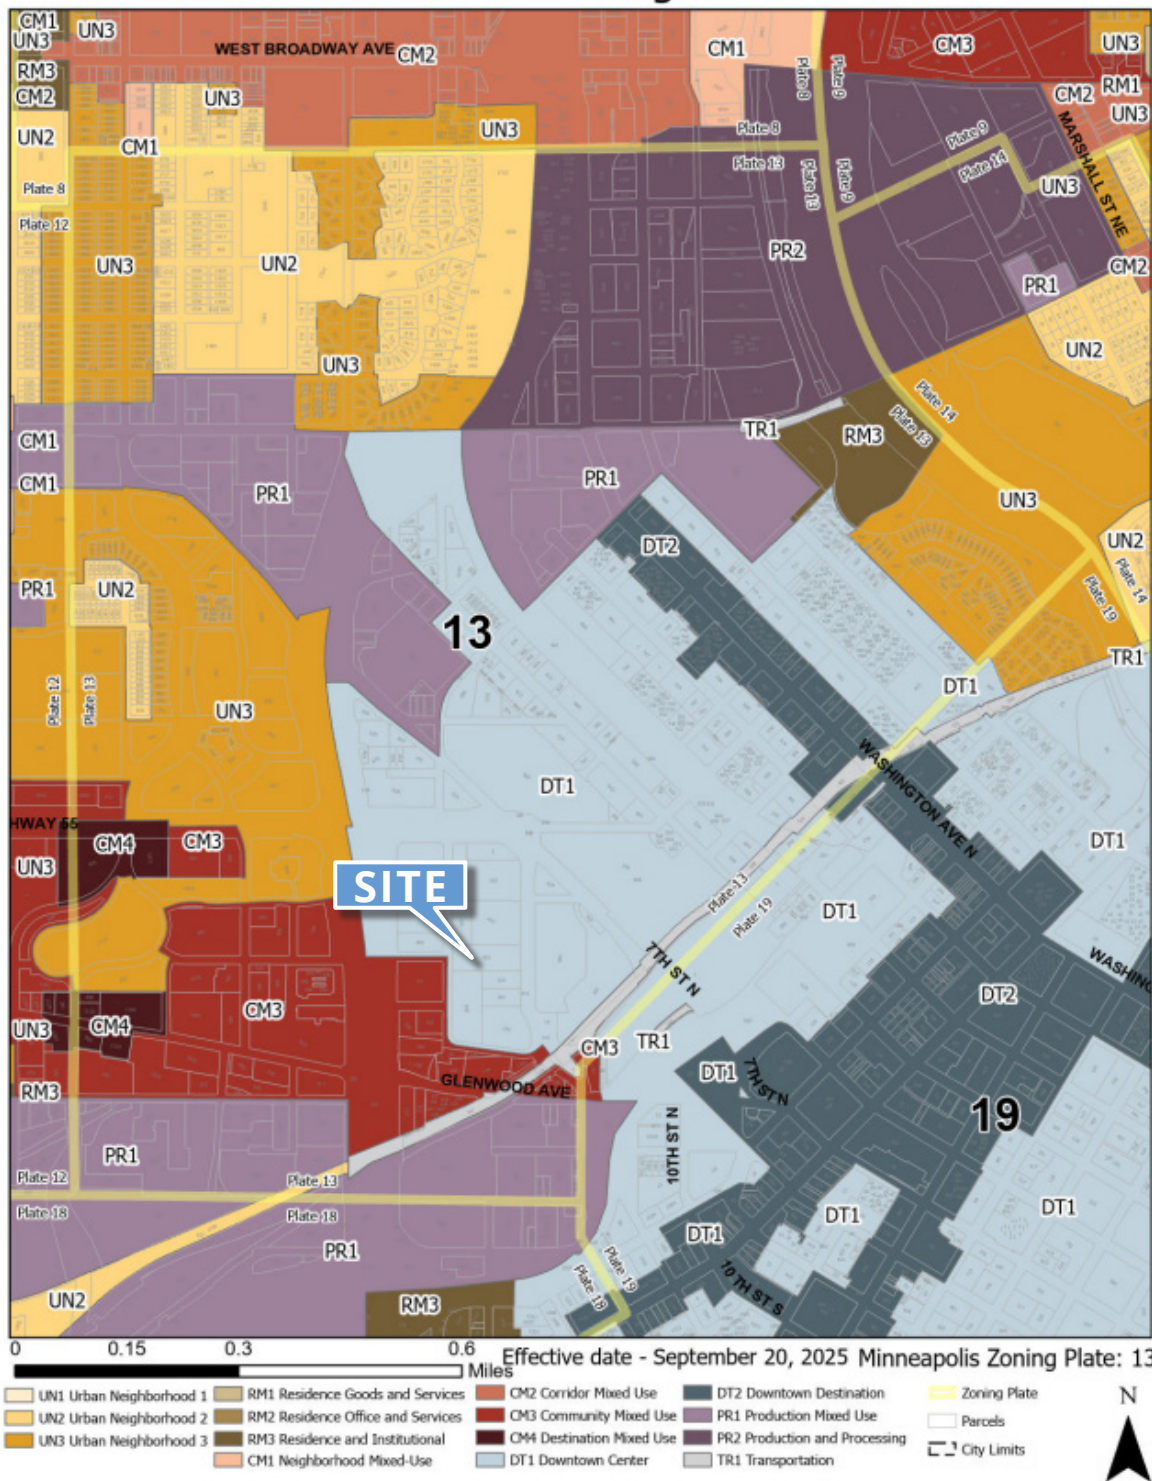 CM1
UN3
UN3
WEST BROADWAY AVE
CM2
CM1
CM3
UN3
RM3
CM2
UN3
Plate 8
Plate 9
CM2
RM1
UN3
UN2
CM1
UN3
Plate 8
Plate 13
Plate 9
Plate 14
MARSHALL ST NE
Plate 8
Plate 12
Plate 13
Plate 9
UN3
UN3
UN2
PR2
PR1
CM2
UN3
UN2
CM1
TR1
RM3
Plate 14
Plate 13
CM1
PR1
PR1
UN3
DT2
UN2
PR1
UN2
Plate 14
Plate 19
13
TR1
Plate 12
Plate 13
UN3
DT1
DT1
WASHINGTON AVE N
HWAY 55
UN3
CM4
CM3
DT1
SITE
Plate 13
Plate 19
DT1
7TH ST N
WASHING
UN3
CM4
CM3
DT2
CM3
TR1
RM3
GLENWOOD AVE
DT1
7TH ST N
19
10TH ST N
PR1
Plate 12
Plate 13
Plate 18
Plate 18
PR1
DT1
DT1
DT1
UN2
RM3
Plate 18
Plate 19
10 TH ST S
0 0.15 0.3 0.6
Miles
Effective date - September 20, 2025 Minneapolis Zoning Plate: 13
UN1 Urban Neighborhood 1
UN2 Urban Neighborhood 2
UN3 Urban Neighborhood 3
RM1 Residence Goods and Services
RM2 Residence Office and Services
RM3 Residence and Institutional
CM1 Neighborhood Mixed-Use
CM2 Corridor Mixed Use
CM3 Community Mixed Use
CM4 Destination Mixed Use
DT1 Downtown Center
DT2 Downtown Destination
PR1 Production Mixed Use
PR2 Production and Processing
TR1 Transportation
Zoning Plate
Parcels
City Limits
N